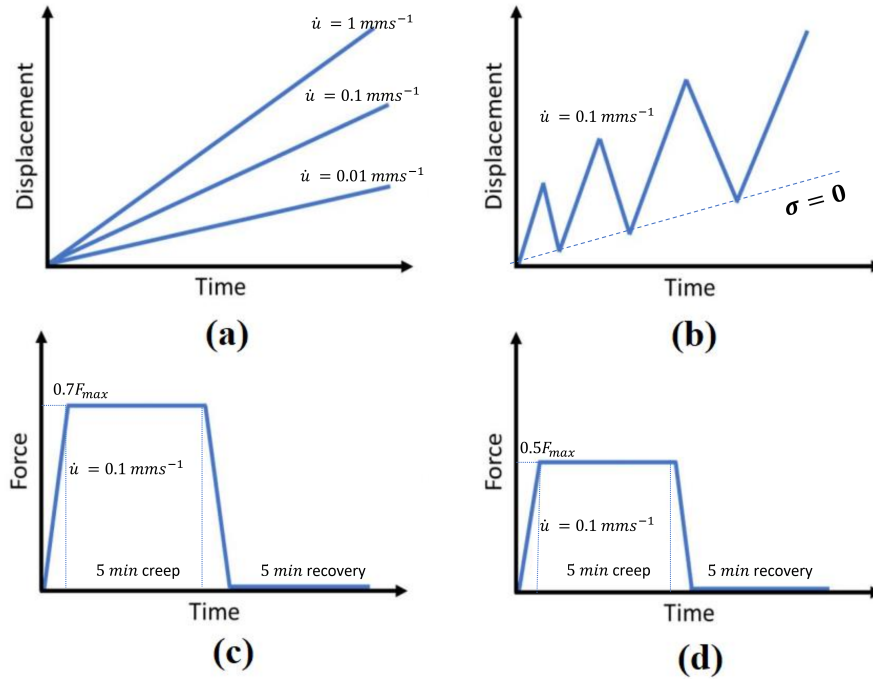 u̇ = 1 mms⁻¹
u̇ = 0.1 mms⁻¹
u̇ = 0.01 mms⁻¹
Displacement
Time
(a)
u̇ = 0.1 mms⁻¹
σ = 0
Displacement
Time
(b)
0.7Fₘₐₓ
u̇ = 0.1 mms⁻¹
5 min creep
5 min recovery
Force
Time
(c)
0.5Fₘₐₓ
u̇ = 0.1 mms⁻¹
5 min creep
5 min recovery
Force
Time
(d)